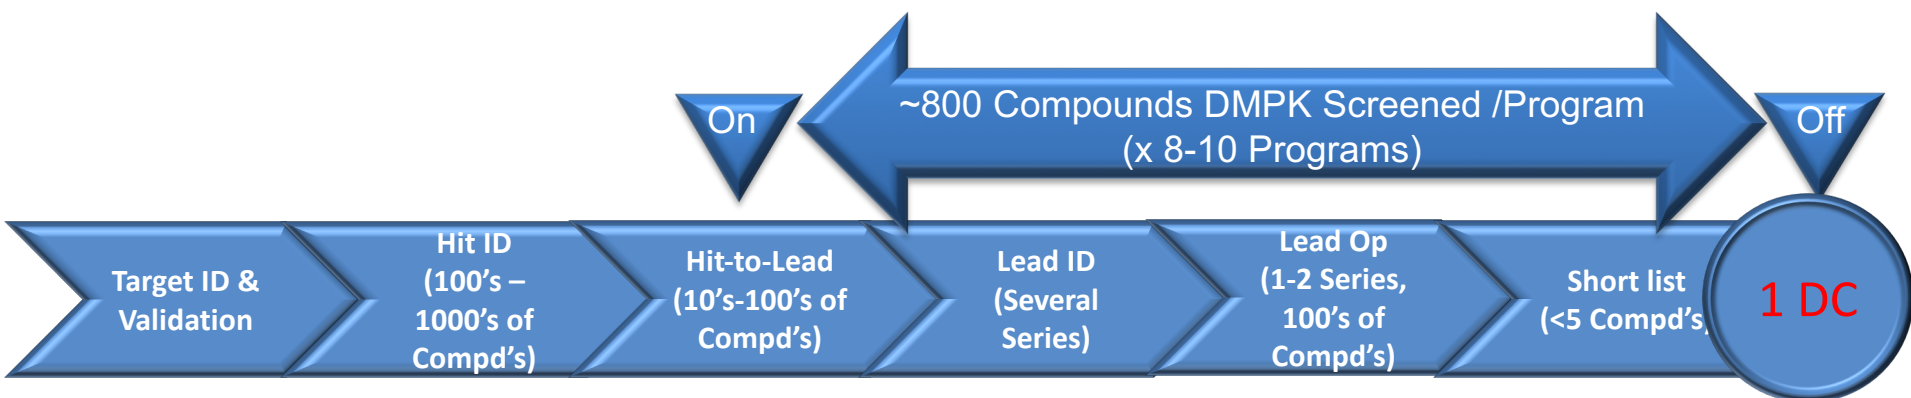 On
~800 Compounds DMPK Screened /Program
(x 8-10 Programs)
Off
Target ID &
Validation
Hit ID
(100’s –
1000’s of
Compd’s)
Hit-to-Lead
(10’s-100’s of
Compd’s)
Lead ID
(Several
Series)
Lead Op
(1-2 Series,
100’s of
Compd’s)
Short list
(<5 Compd’s
1 DC